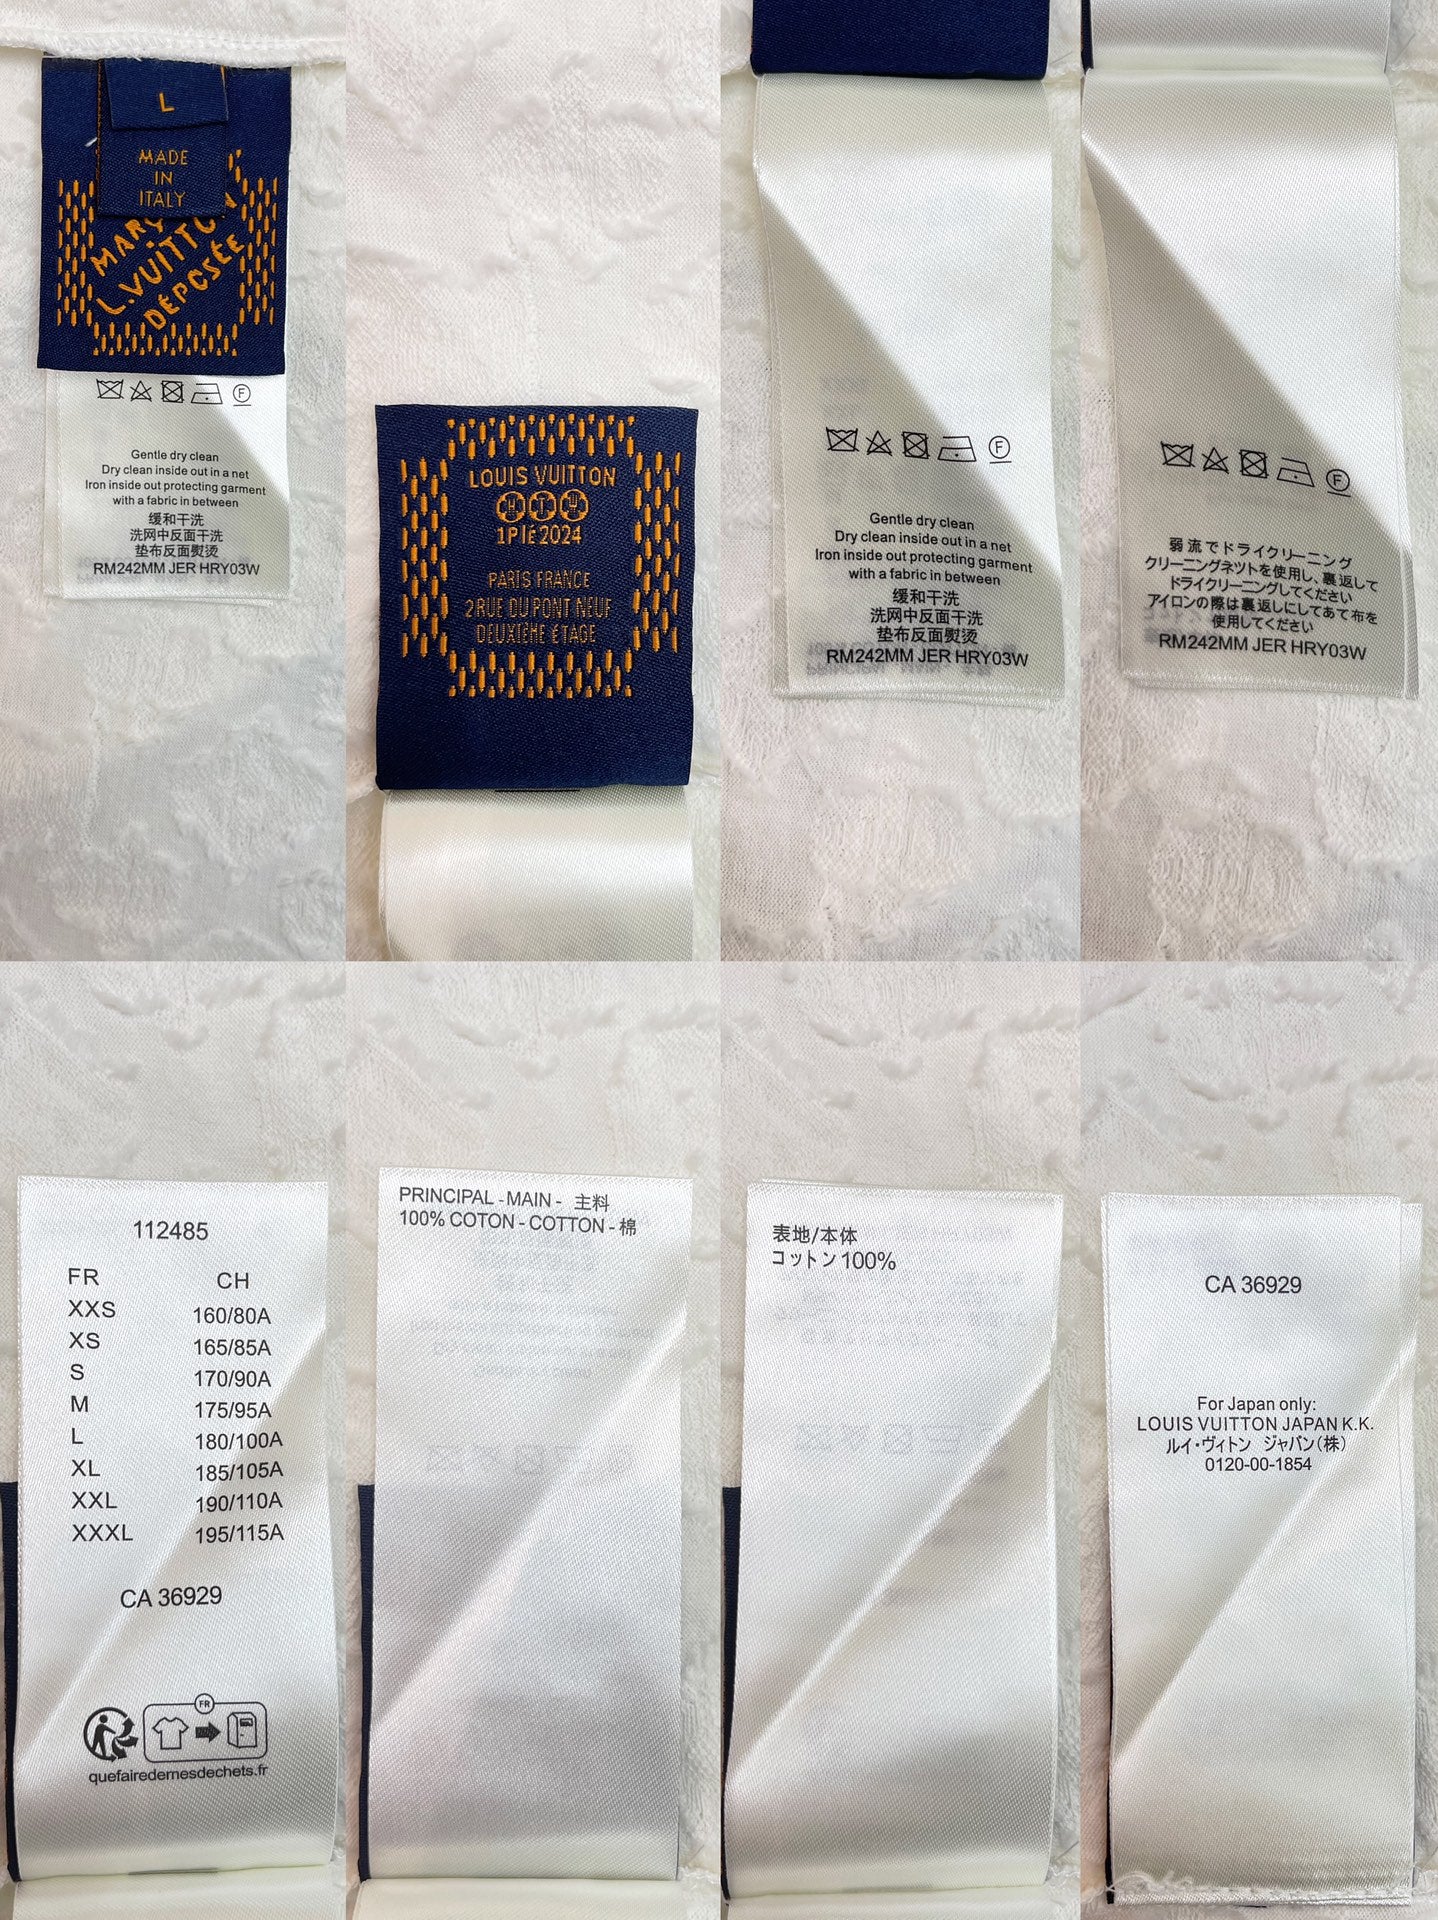 L
MADE
IN
ITALY
L.VUITTON
DÉPOSÉE
F
Gentle dry clean
Dry clean inside out in a net
Iron inside out protecting garment
with a fabric in between
缓和干洗
洗网中反面干洗
垫布反面熨烫
RM242MM JER HRY03W
LOUIS VUITTON
1PIÉ 2024
PARIS FRANCE
2 RUE DU PONT NEUF
DEUXIÈME ÉTAGE
F
Gentle dry clean
Dry clean inside out in a net
Iron inside out protecting garment
with a fabric in between
缓和干洗
洗网中反面干洗
垫布反面熨烫
RM242MM JER HRY03W
F
弱流でドライクリーニング
クリーニングネットを使用し、裏返して
ドライクリーニングしてください
アイロンの際は裏返しにしてあて布を
使用してください
RM242MM JER HRY03W
112485
FR CH
XXS 160/80A
XS 165/85A
S 170/90A
M 175/95A
L 180/100A
XL 185/105A
XXL 190/110A
XXXL 195/115A
CA 36929
FR
quefairedemesdechets.fr
PRINCIPAL - MAIN - 主料
100% COTON - COTTON - 棉
表地/本体
コットン100%
CA 36929
For Japan only:
LOUIS VUITTON JAPAN K.K.
ルイ・ヴィトン ジャパン(株)
0120-00-1854